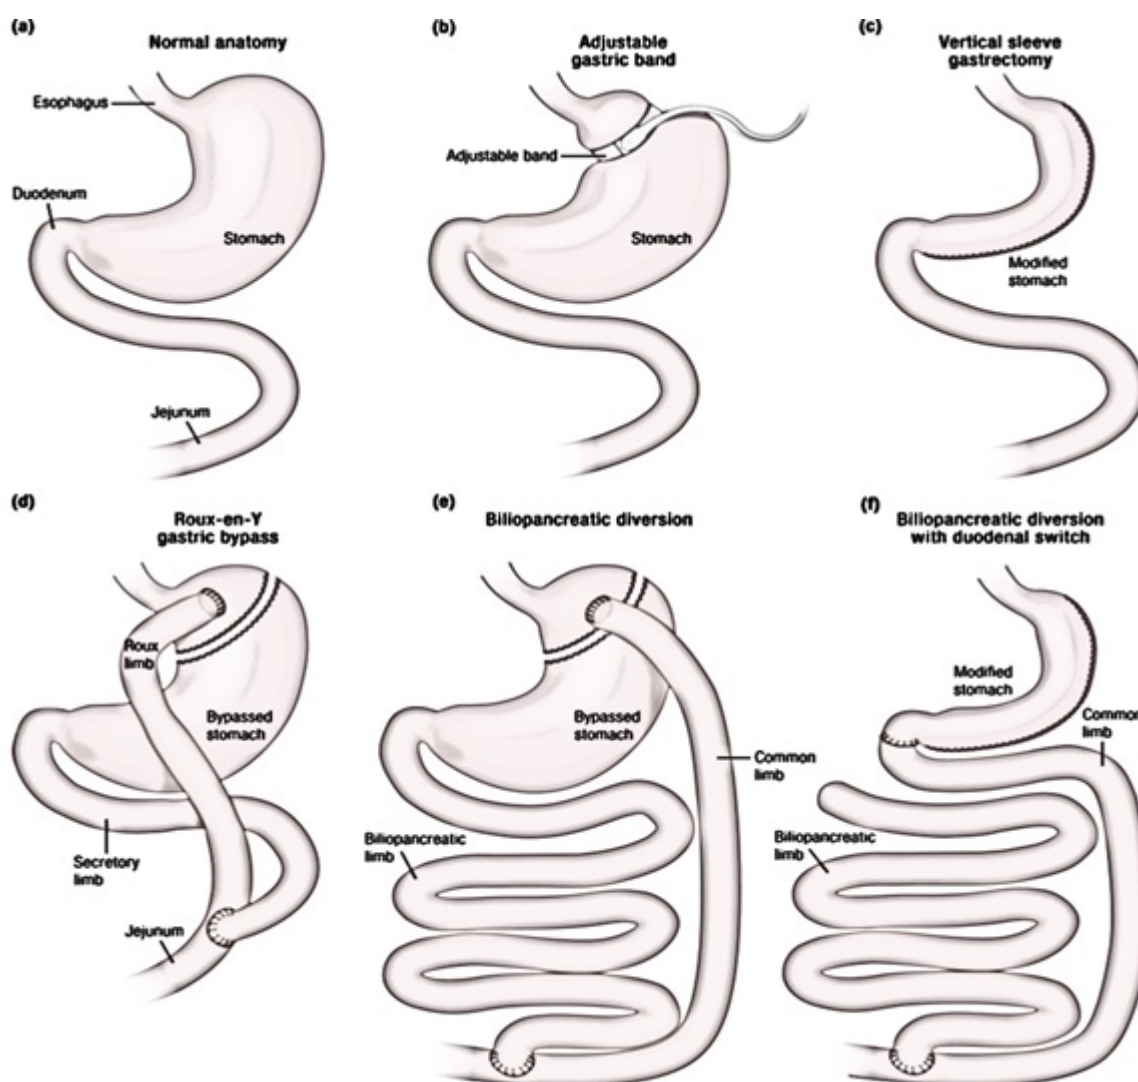 (a)
Normal anatomy
Esophagus
Duodenum
Stomach
Jejunum
(b)
Adjustable
gastric band
Adjustable band
Stomach
(c)
Vertical sleeve
gastrectomy
Modified
stomach
(d)
Roux-en-Y
gastric bypass
Roux
limb
Bypassed
stomach
Secretory
limb
Jejunum
(e)
Biliopancreatic diversion
Bypassed
stomach
Common
limb
Biliopancreatic
limb
(f)
Biliopancreatic diversion
with duodenal switch
Modified
stomach
Common
limb
Biliopancreatic
limb